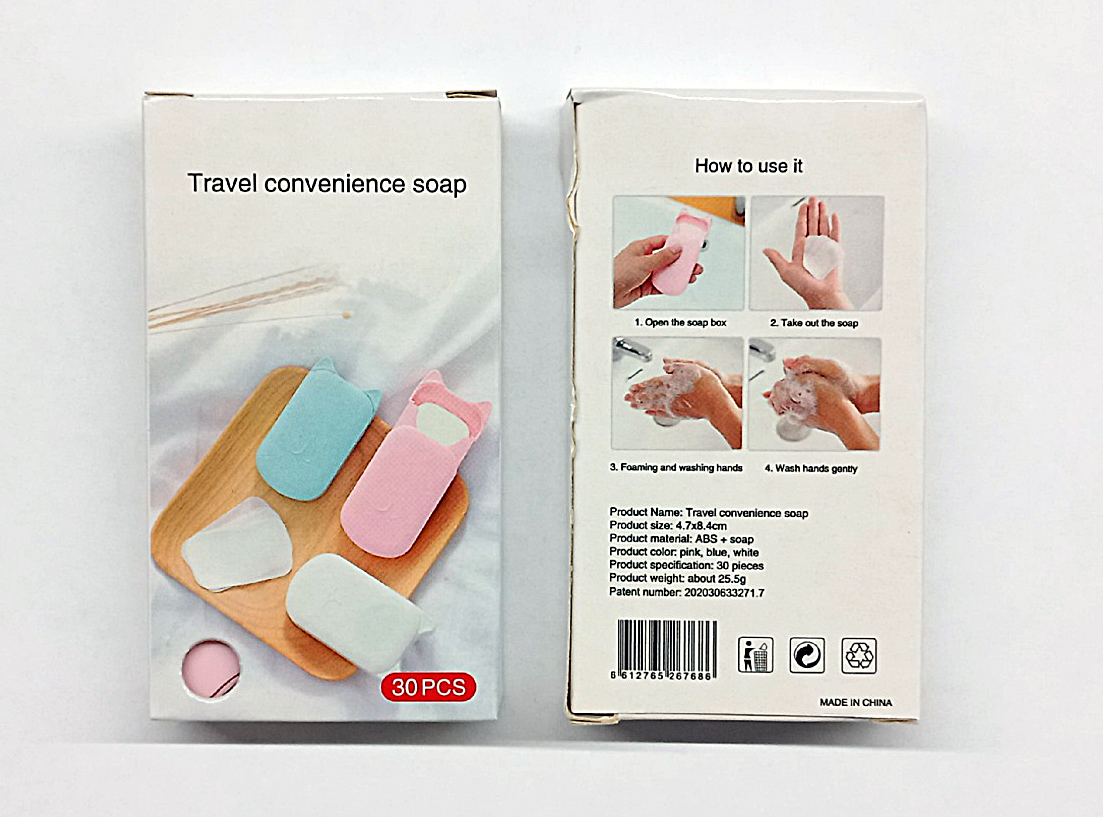 Travel convenience soap
30PCS
How to use it
1. Open the soap box
2. Take out the soap
3. Foaming and washing hands
4. Wash hands gently
Product Name: Travel convenience soap
Product size: 4.7x8.4cm
Product material: ABS + soap
Product color: pink, blue, white
Product specification: 30 pieces
Product weight: about 25.5g
Patent number: 202030633271.7
8 612765 267686
MADE IN CHINA